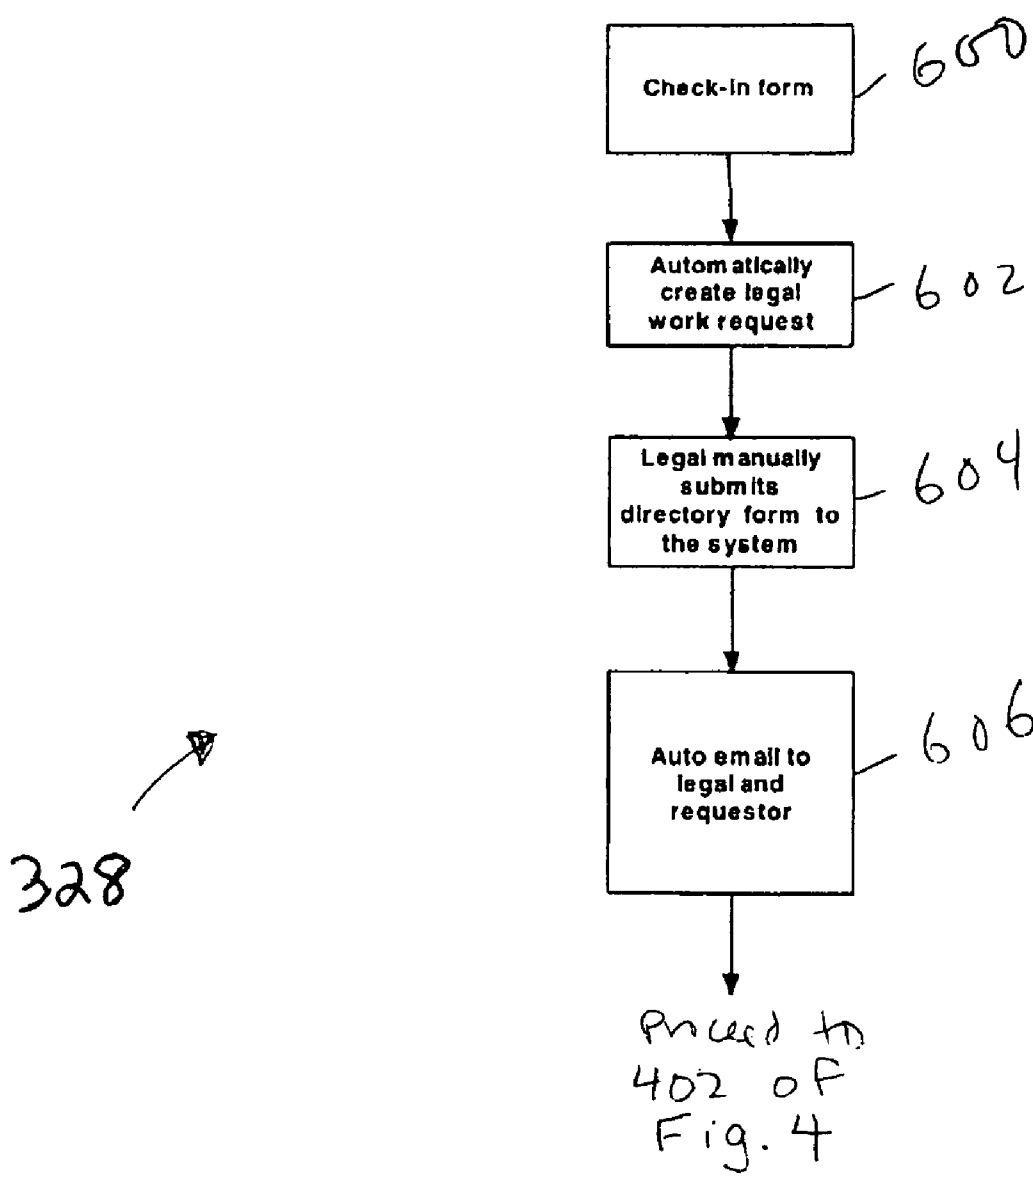 Check-in form
600
Automatically
create legal
work request
602
Legal manually
submits
directory form to
the system
604
Auto email to
legal and
requestor
606
328
Proceed to
402 of
Fig. 4